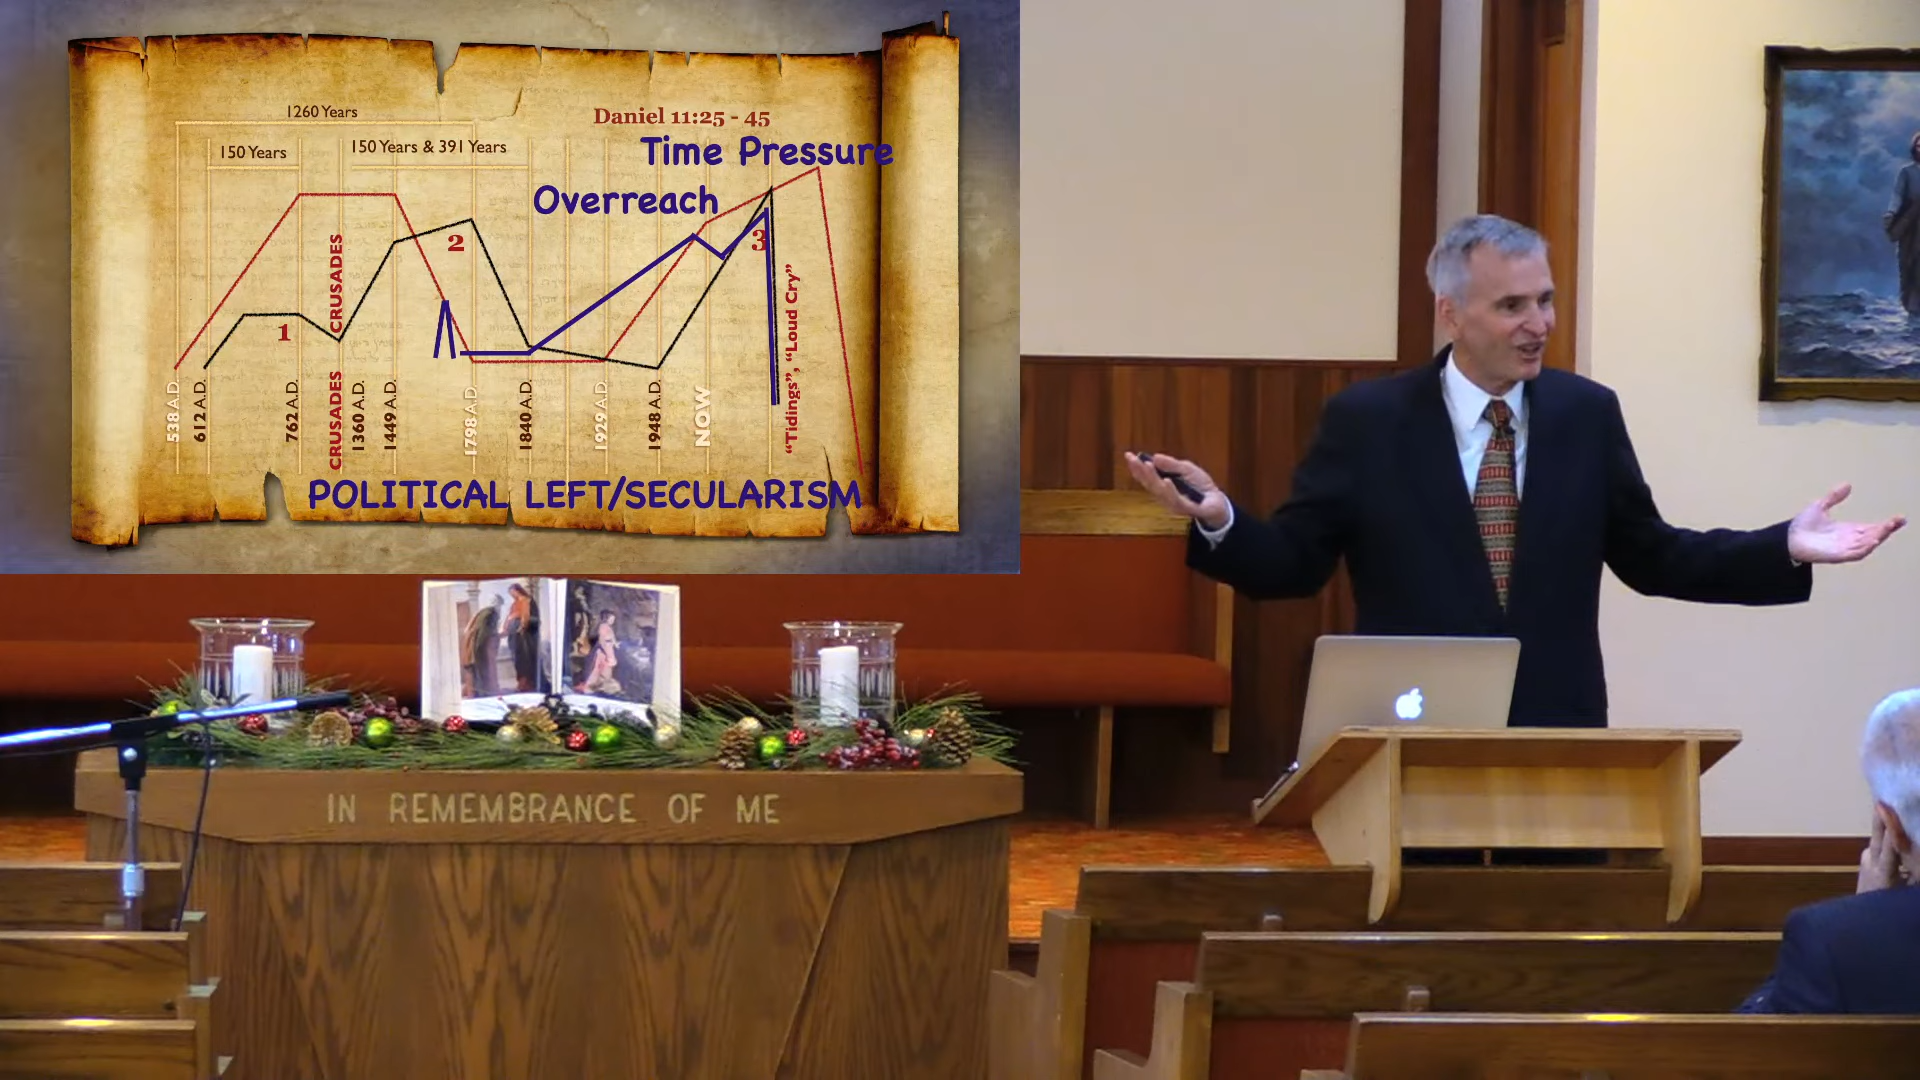 1260 Years
Daniel 11:25 - 45
150 Years
150 Years & 391 Years
Time Pressure
Overreach
1
2
3
CRUSADES
CRUSADES
"Tidings", "Loud Cry"
538 A.D.
612 A.D.
762 A.D.
1360 A.D.
1449 A.D.
1798 A.D.
1840 A.D.
1929 A.D.
1948 A.D.
NOW
POLITICAL LEFT/SECULARISM
IN REMEMBRANCE OF ME